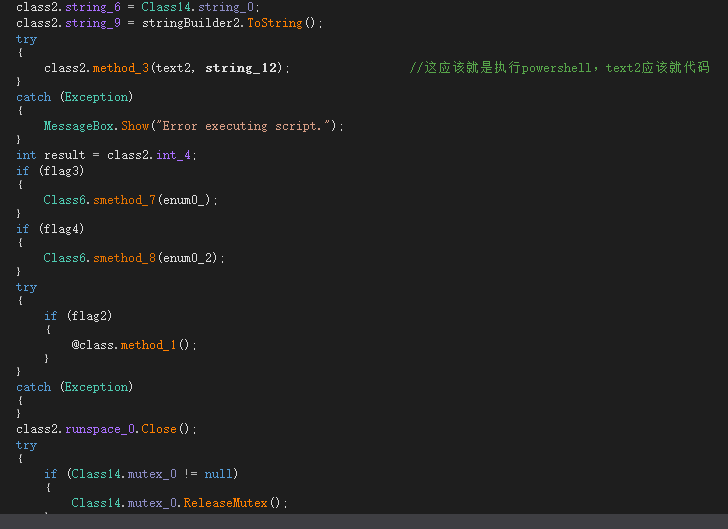 class2.string_6 = Class14.string_0;
class2.string_9 = stringBuilder2.ToString();
try
{
class2.method_3(text2, string_12); //这应该就是执行powershell，text2应该就代码
}
catch (Exception)
{
MessageBox.Show("Error executing script.");
}
int result = class2.int_4;
if (flag3)
{
Class6.smethod_7(enum0_);
}
if (flag4)
{
Class6.smethod_8(enum0_2);
}
try
{
if (flag2)
{
@class.method_1();
}
}
catch (Exception)
{
}
class2.runspace_0.Close();
try
{
if (Class14.mutex_0 != null)
{
Class14.mutex_0.ReleaseMutex();